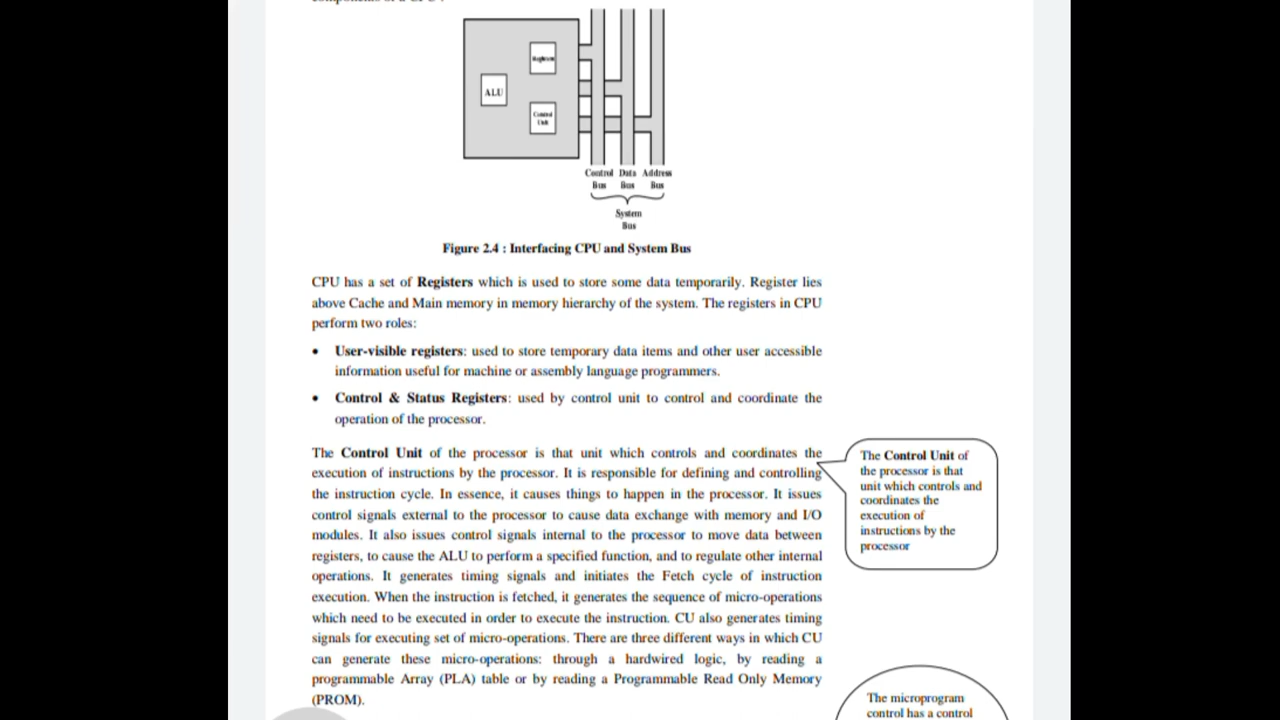 Registers
ALU
Control
Unit
Control Data Address
Bus Bus Bus
System
Bus
Figure 2.4 : Interfacing CPU and System Bus
CPU has a set of Registers which is used to store some data temporarily. Register lies
above Cache and Main memory in memory hierarchy of the system. The registers in CPU
perform two roles:
• User-visible registers: used to store temporary data items and other user accessible
information useful for machine or assembly language programmers.
• Control & Status Registers: used by control unit to control and coordinate the
operation of the processor.
The Control Unit of the processor is that unit which controls and coordinates the
execution of instructions by the processor. It is responsible for defining and controlling
the instruction cycle. In essence, it causes things to happen in the processor. It issues
control signals external to the processor to cause data exchange with memory and I/O
modules. It also issues control signals internal to the processor to move data between
registers, to cause the ALU to perform a specified function, and to regulate other internal
operations. It generates timing signals and initiates the Fetch cycle of instruction
execution. When the instruction is fetched, it generates the sequence of micro-operations
which need to be executed in order to execute the instruction. CU also generates timing
signals for executing set of micro-operations. There are three different ways in which CU
can generate these micro-operations: through a hardwired logic, by reading a
programmable Array (PLA) table or by reading a Programmable Read Only Memory
(PROM).
The Control Unit of
the processor is that
unit which controls and
coordinates the
execution of
instructions by the
processor
The microprogram
control has a control